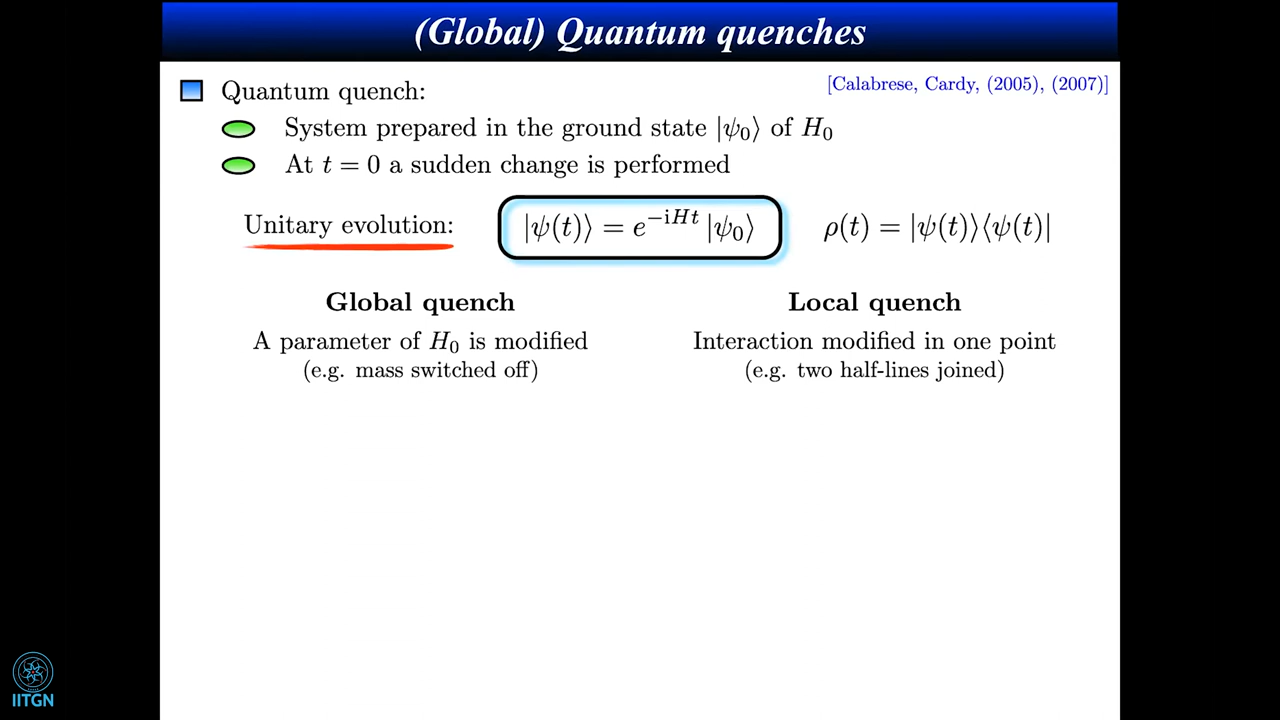 (Global) Quantum quenches
Quantum quench:
[Calabrese, Cardy, (2005), (2007)]
System prepared in the ground state |ψ₀⟩ of H₀
At t = 0 a sudden change is performed
Unitary evolution: |ψ(t)⟩ = e^{−iHt} |ψ₀⟩ ρ(t) = |ψ(t)⟩⟨ψ(t)|
Global quench
A parameter of H₀ is modified
(e.g. mass switched off)
Local quench
Interaction modified in one point
(e.g. two half-lines joined)
IITGN